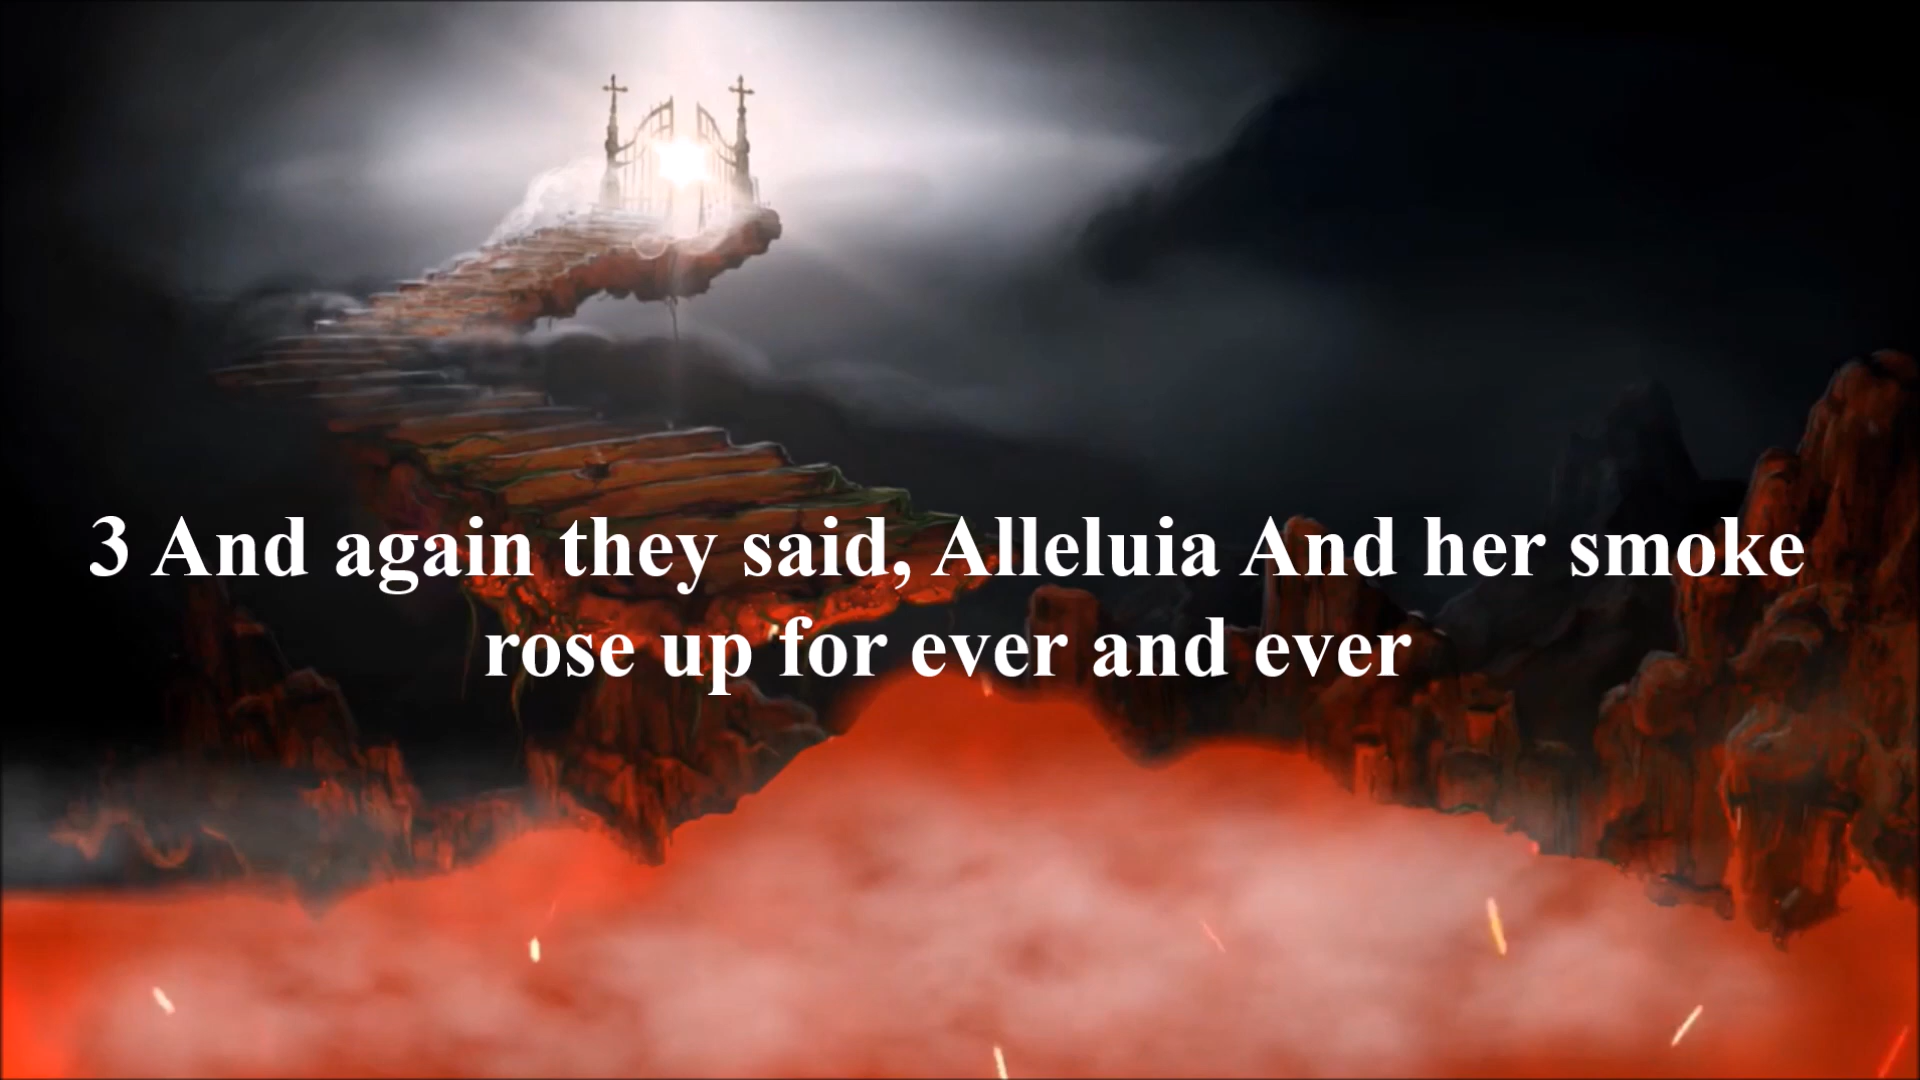 3 And again they said, Alleluia And her smoke
rose up for ever and ever